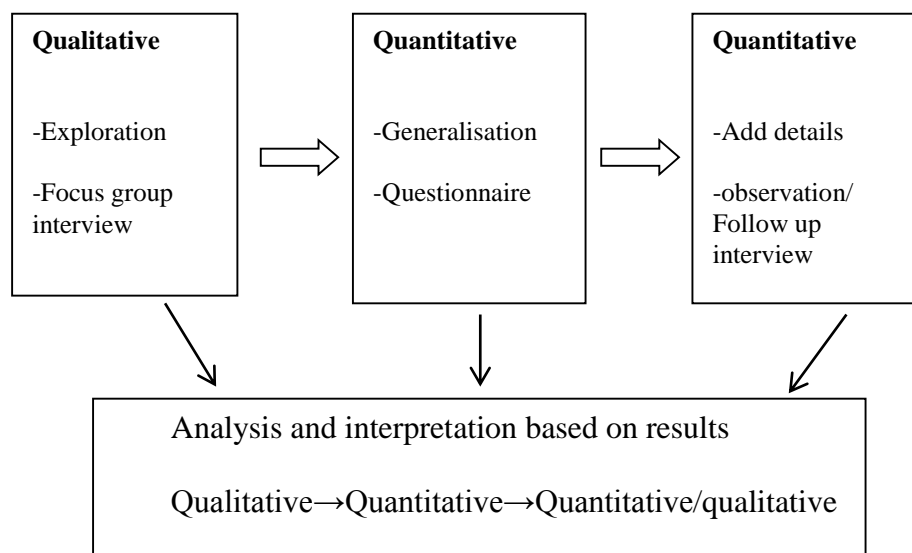 Qualitative
-Exploration
-Focus group
interview
Quantitative
-Generalisation
-Questionnaire
Quantitative
-Add details
-observation/
Follow up
interview
Analysis and interpretation based on results
Qualitative→Quantitative→Quantitative/qualitative